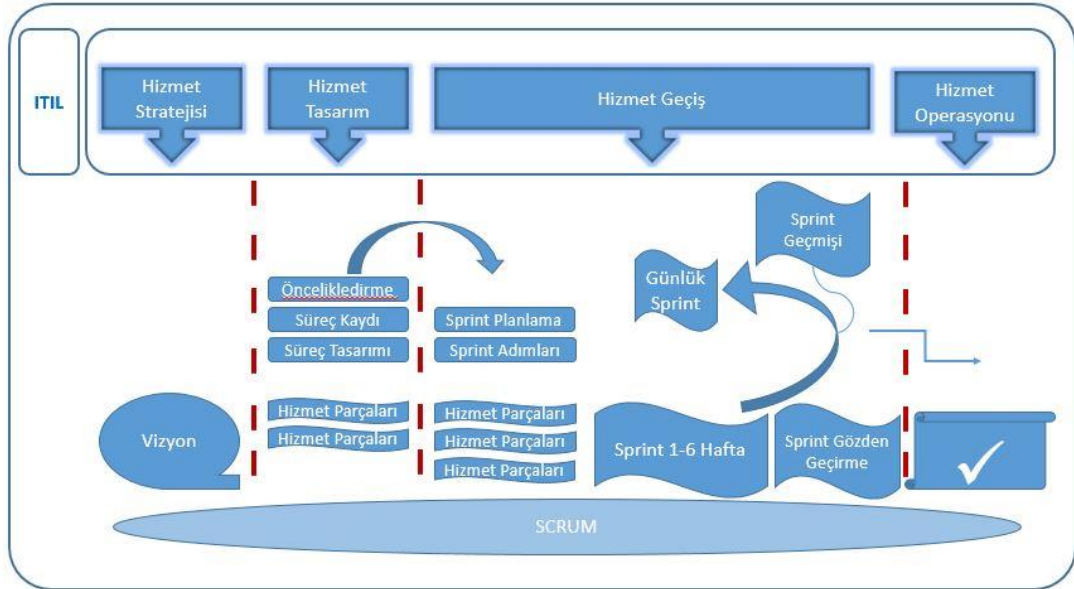 ITIL
Hizmet
Stratejisi
Hizmet
Tasarım
Hizmet Geçiş
Hizmet
Operasyonu
Sprint
Geçmişi
Günlük
Sprint
Öncelikledirme
Süreç Kaydı
Süreç Tasarımı
Sprint Planlama
Sprint Adımları
Vizyon
Hizmet Parçaları
Hizmet Parçaları
Hizmet Parçaları
Hizmet Parçaları
Hizmet Parçaları
Sprint 1-6 Hafta
Sprint Gözden
Geçirme
SCRUM